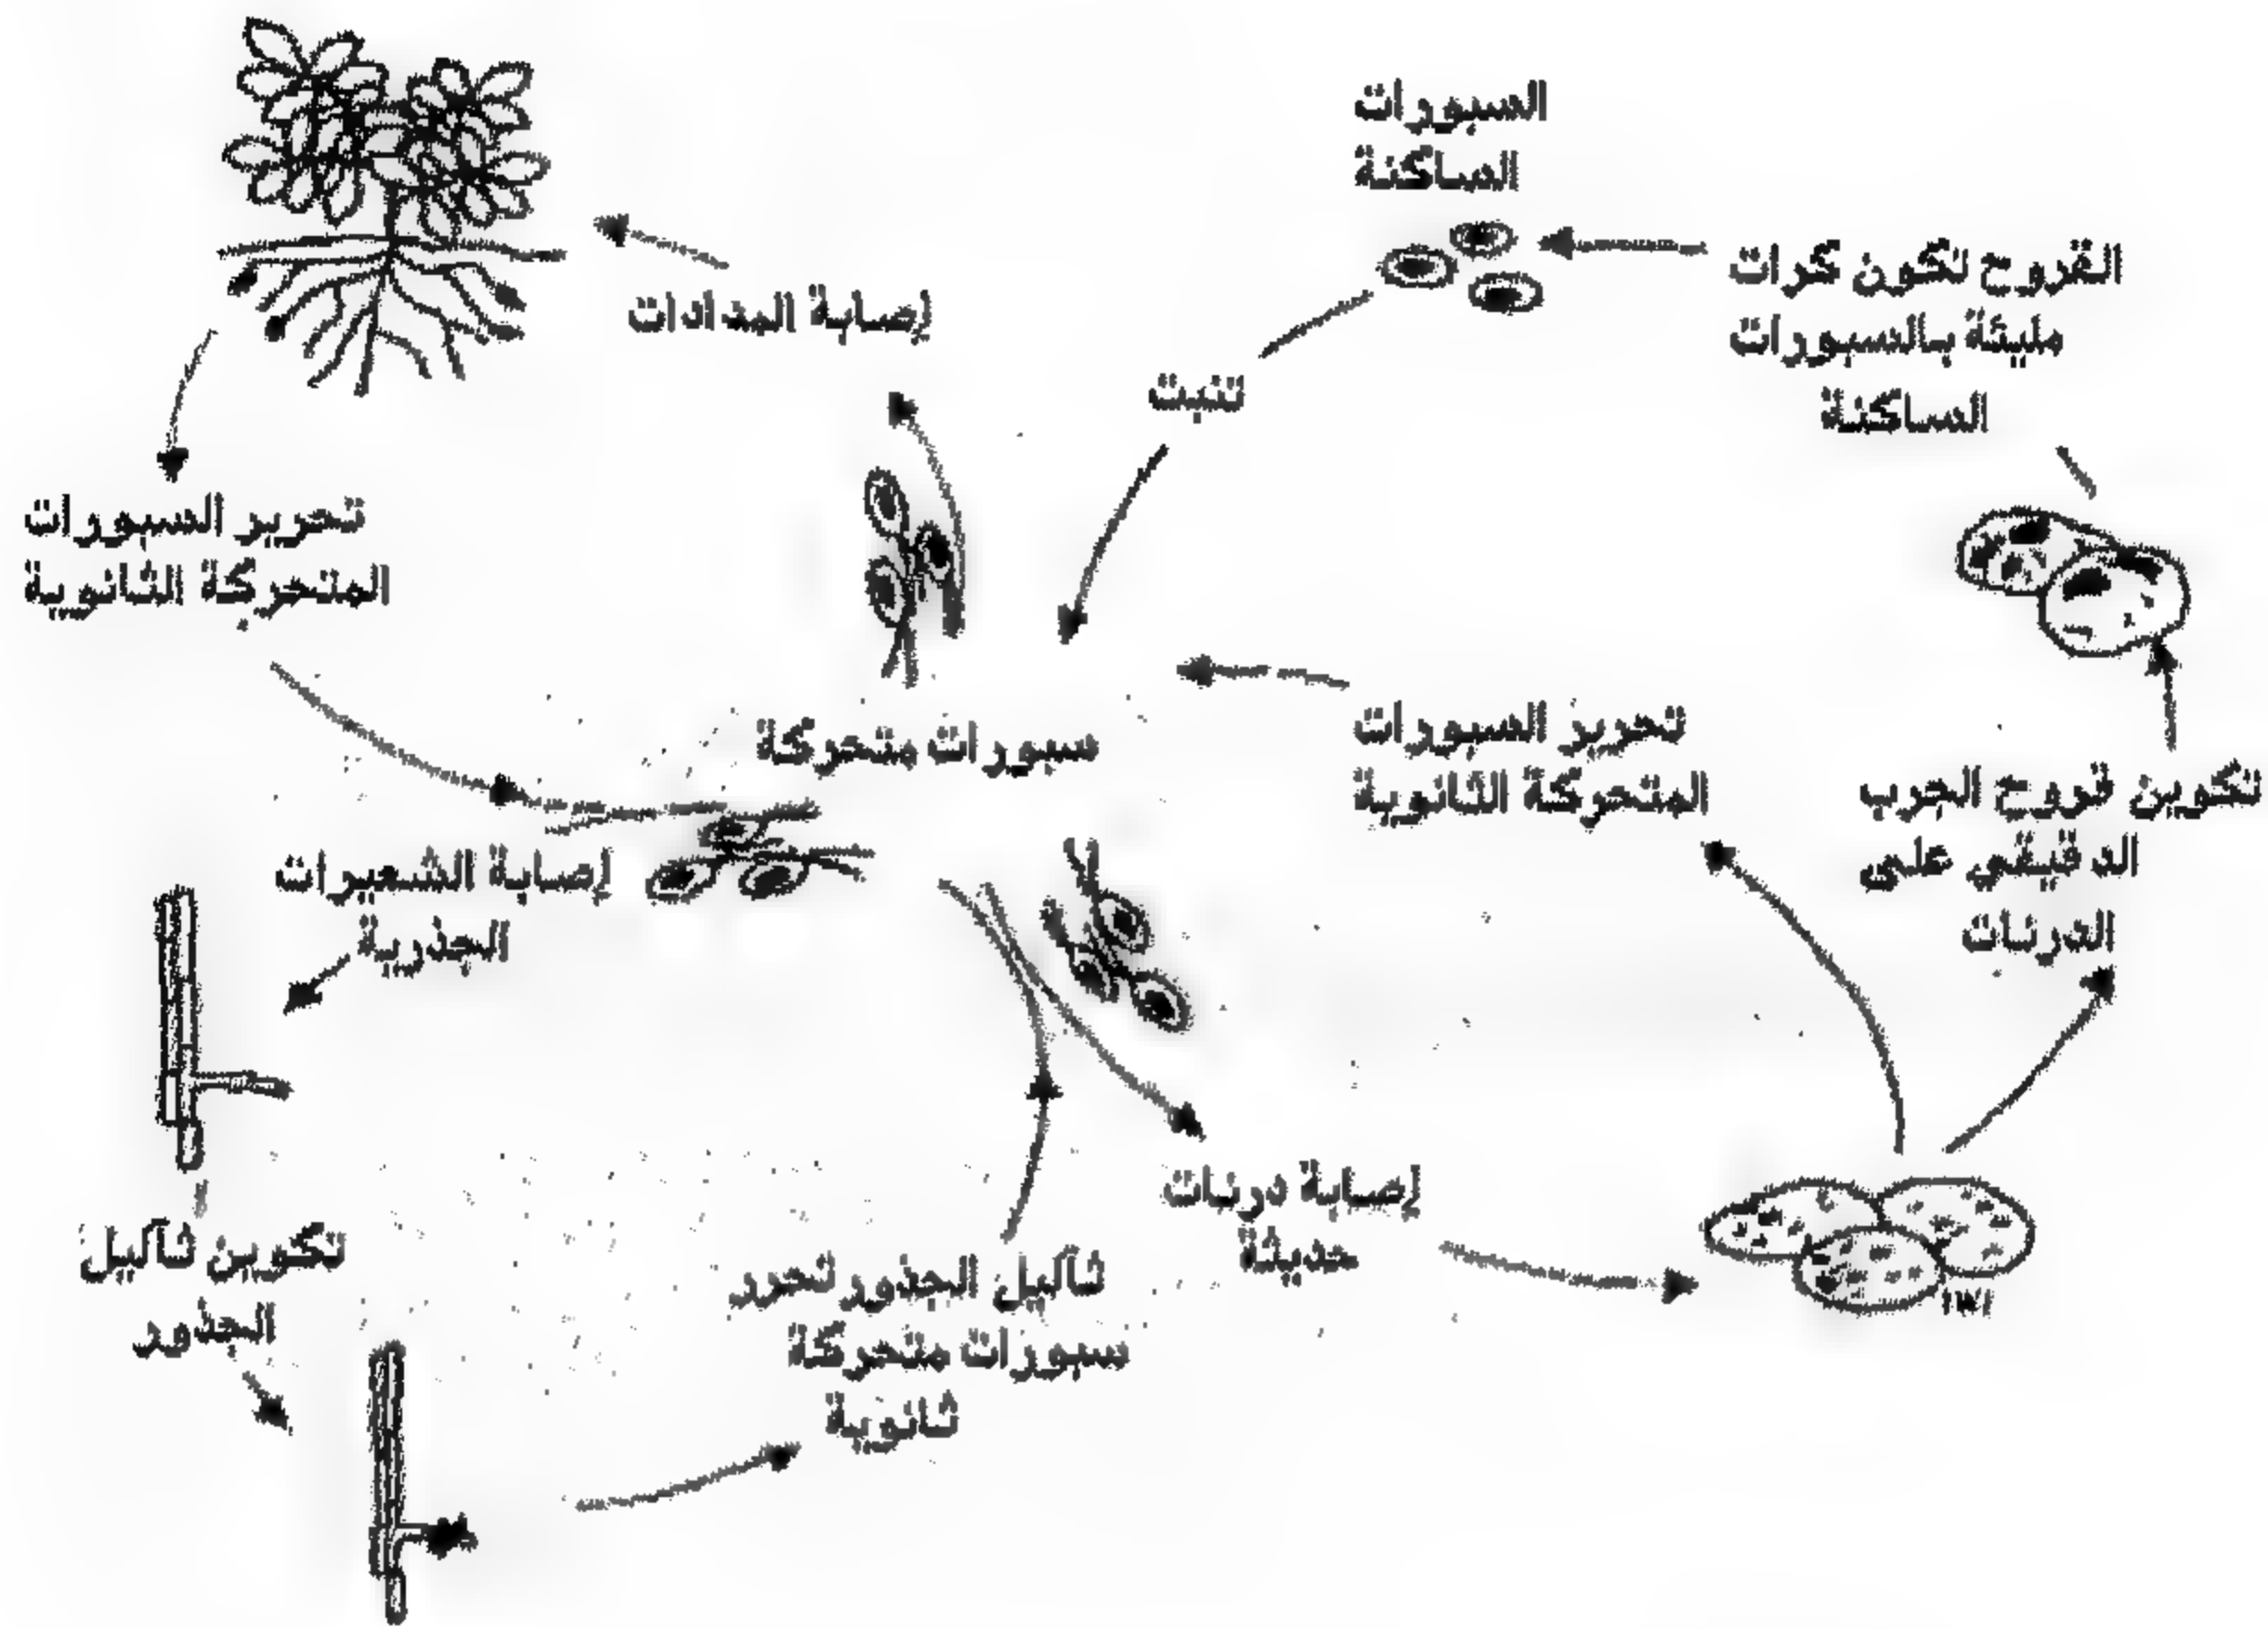 السبورات
الساكنة
القروح تكون كرات
مليئة بالسبورات
الساكنة
إصابة المدادات
تنبت
تحرير السبورات
المتحركة الثانوية
سبورات متحركة
تحرير السبورات
المتحركة الثانوية
تكوين قروح الجرب
الدقيقي على
الدرنات
إصابة الشعيرات
الجذرية
إصابة درنات
حديثة
تكوين ثآليل
الجذور
ثآليل الجذور تحرر
سبورات متحركة
ثانوية